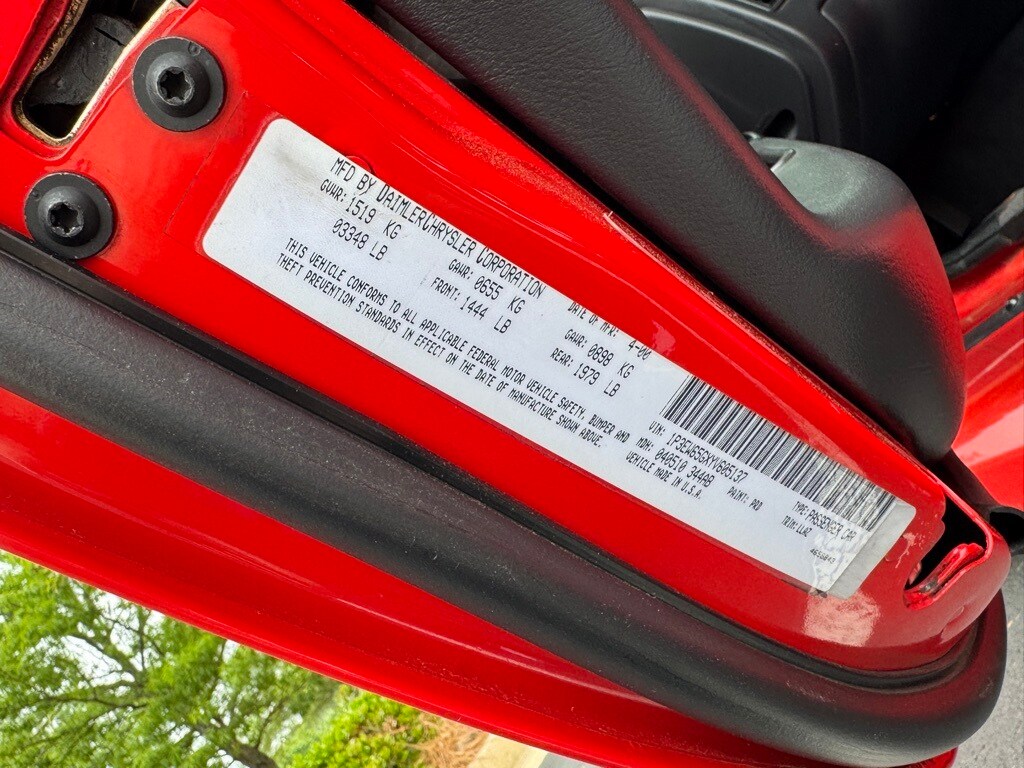 MFD BY DAIMLERCHRYSLER CORPORATION DATE OF MFR: 4-00
GVWR: 1519 KG GAWR: 0655 KG GAWR: 0898 KG
03348 LB FRONT: 1444 LB REAR: 1979 LB
THIS VEHICLE CONFORMS TO ALL APPLICABLE FEDERAL MOTOR VEHICLE SAFETY, BUMPER AND
THEFT PREVENTION STANDARDS IN EFFECT ON THE DATE OF MANUFACTURE SHOWN ABOVE.
VIN: 1P3EW65GXYV605137 TYPE: PASSENGER CAR
MDH: 040510 344AB PAINT: PRD TRIM: LLAZ
VEHICLE MADE IN U.S.A.